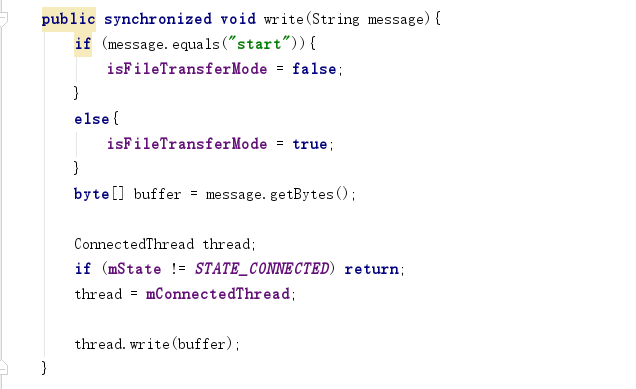 public synchronized void write(String message){
if (message.equals("start")){
isFileTransferMode = false;
}
else{
isFileTransferMode = true;
}
byte[] buffer = message.getBytes();
ConnectedThread thread;
if (mState != STATE_CONNECTED) return;
thread = mConnectedThread;
thread.write(buffer);
}